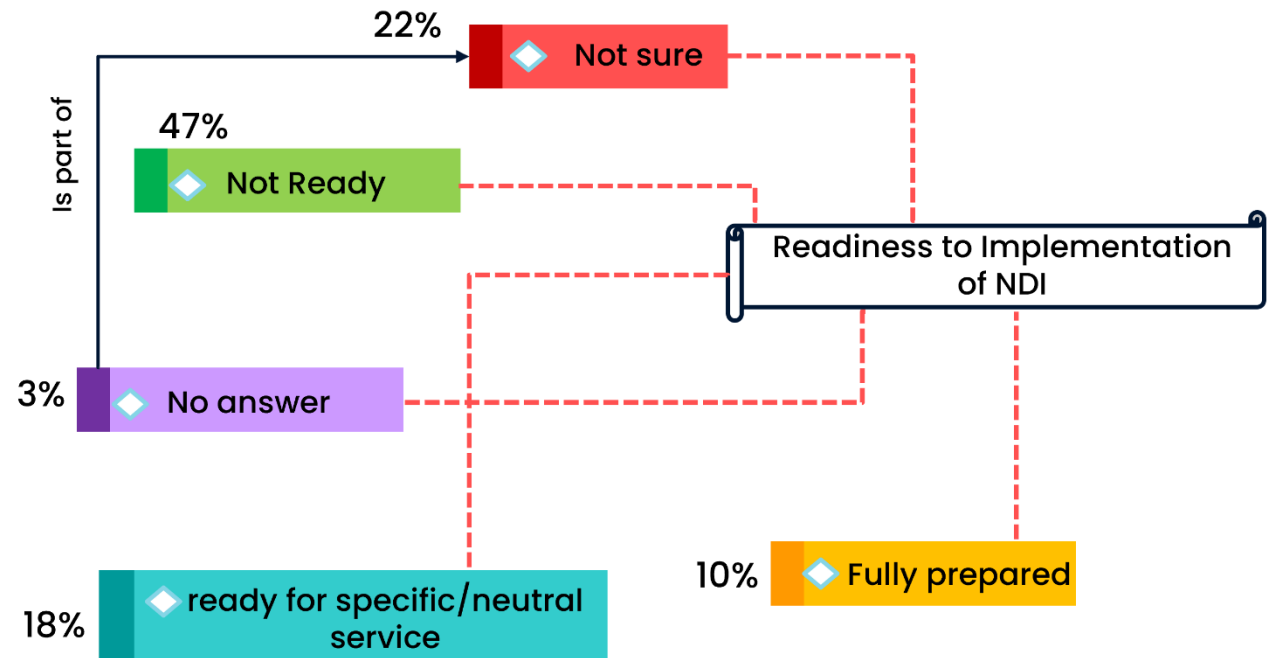 22%
Not sure
Is part of
47%
Not Ready
Readiness to Implementation
of NDI
3%
No answer
10%
Fully prepared
18%
ready for specific/neutral
service